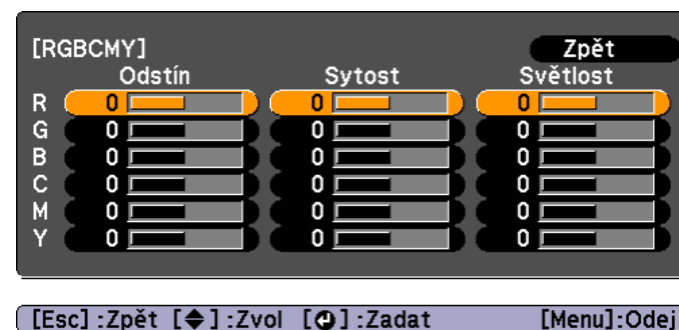 [RGBCMY] Zpět
Odstín Sytost Světlost
R 0 0 0
G 0 0 0
B 0 0 0
C 0 0 0
M 0 0 0
Y 0 0 0
[Esc] :Zpět [◆] :Zvol [⏎] :Zadat [Menu]:Odej